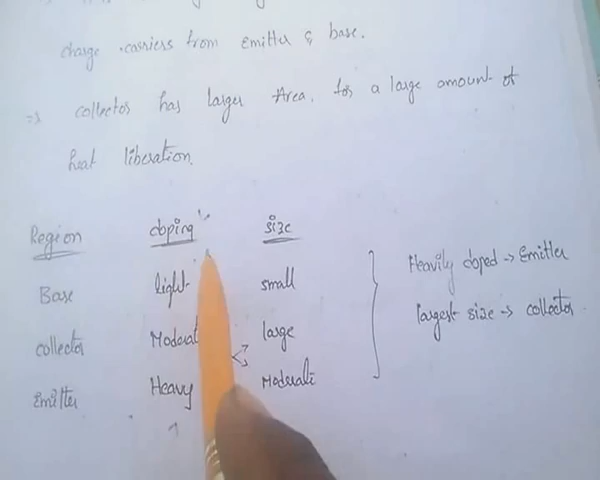 charge carriers from Emitter & base.
⇒ collector has larger Area, for a large amount of
heat liberation.
Region doping size
Base light small
collector Moderat large
Emitter Heavy Moderate
Heavily doped → Emitter
largest size → collector